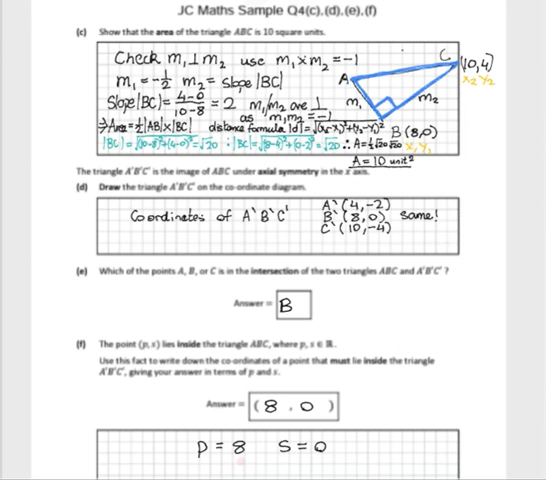 JC Maths Sample Q4(c).(d).(e).(f)
(c) Show that the area of the triangle ABC is 10 square units.
Check m₁ ⊥ m₂ use m₁ × m₂ = -1
m₁ = -½ m₂ = slope |BC|
Slope |BC| = 4-0/10-8 = 2 m₁/m₂ are ⊥
as m₁m₂ = -1
⇒ Area = ½|AB|×|BC| distance formula |d| = √(x₂-x₁)²+(y₂-y₁)²
|BC| = √(10-8)²+(4-0)² = √20 : |BC| = √(8-4)²+(0-2)² = √20 ∴ A = ½√20√20
A = 10 unit²
A
C (10,4)
x₂ y₂
m₁
m₂
B (8,0)
x₁ y₁
The triangle A'B'C' is the image of ABC under axial symmetry in the x axis.
(d) Draw the triangle A'B'C' on the co-ordinate diagram.
Coordinates of A`B`C` A`(4,-2)
B`(8,0) same!
C`(10,-4)
(e) Which of the points A, B, or C is in the intersection of the two triangles ABC and A'B'C' ?
Answer = B
(f) The point (p, s) lies inside the triangle ABC, where p, s ∈ ℝ.
Use this fact to write down the co-ordinates of a point that must lie inside the triangle
A'B'C', giving your answer in terms of p and s.
Answer = ( 8 , 0 )
P = 8 S = 0